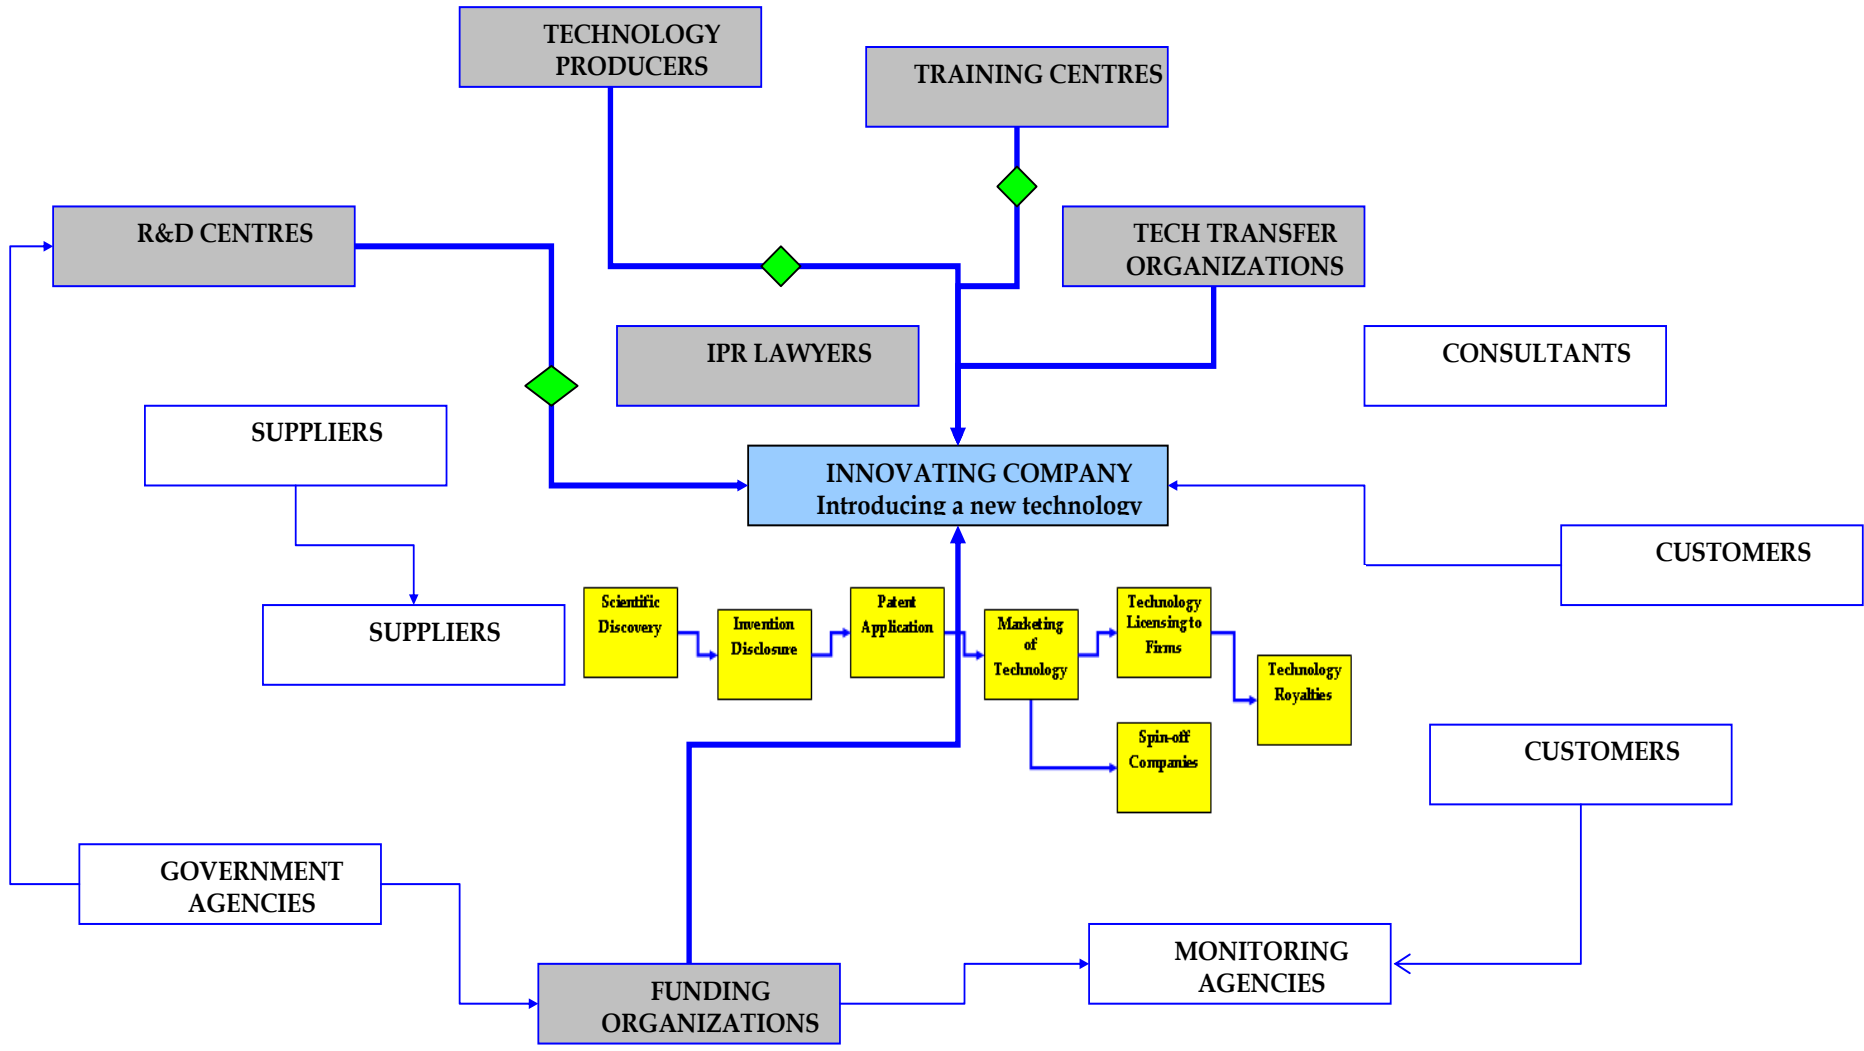 TECHNOLOGY
PRODUCERS
TRAINING CENTRES
R&D CENTRES
TECH TRANSFER
ORGANIZATIONS
IPR LAWYERS
CONSULTANTS
SUPPLIERS
INNOVATING COMPANY
Introducing a new technology
CUSTOMERS
SUPPLIERS
Scientific
Discovery
Invention
Disclosure
Patent
Application
Marketing
of
Technology
Technology
Licensing to
Firms
Technology
Royalties
Spin-off
Companies
CUSTOMERS
GOVERNMENT
AGENCIES
MONITORING
AGENCIES
FUNDING
ORGANIZATIONS